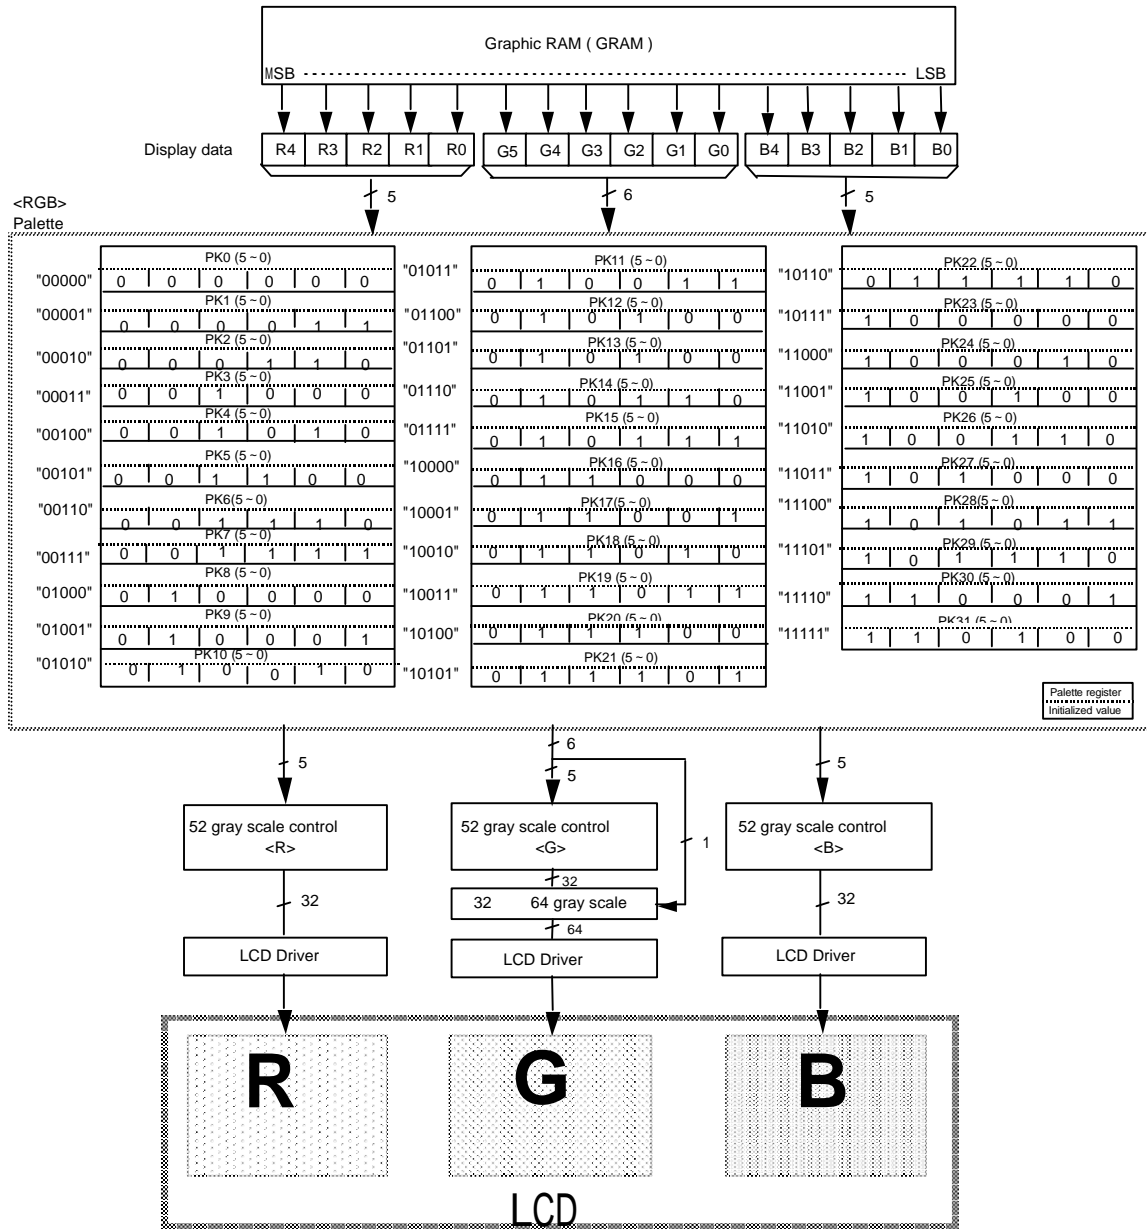 Graphic RAM ( GRAM )
MSB LSB
Display data R4 R3 R2 R1 R0 G5 G4 G3 G2 G1 G0 B4 B3 B2 B1 B0
5 6 5
<RGB>
Palette
PK0 (5 ~ 0)
"00000" 0 0 0 0 0 0
PK1 (5 ~ 0)
"00001" 0 0 0 0 1 1
PK2 (5 ~ 0)
"00010" 0 0 0 1 1 0
PK3 (5 ~ 0)
"00011" 0 0 1 0 0 0
PK4 (5 ~ 0)
"00100" 0 0 1 0 1 0
PK5 (5 ~ 0)
"00101" 0 0 1 1 0 0
PK6(5 ~ 0)
"00110" 0 0 1 1 1 0
PK7 (5 ~ 0)
"00111" 0 0 1 1 1 1
PK8 (5 ~ 0)
"01000" 0 1 0 0 0 0
PK9 (5 ~ 0)
"01001" 0 1 0 0 0 1
PK10 (5 ~ 0)
"01010" 0 1 0 0 1 0
PK11 (5 ~ 0)
"01011" 0 1 0 0 1 1
PK12 (5 ~ 0)
"01100" 0 1 0 1 0 0
PK13 (5 ~ 0)
"01101" 0 1 0 1 0 0
PK14 (5 ~ 0)
"01110" 0 1 0 1 1 0
PK15 (5 ~ 0)
"01111" 0 1 0 1 1 1
PK16 (5 ~ 0)
"10000" 0 1 1 0 0 0
PK17(5 ~ 0)
"10001" 0 1 1 0 0 1
PK18 (5 ~ 0)
"10010" 0 1 1 0 1 0
PK19 (5 ~ 0)
"10011" 0 1 1 0 1 1
PK20 (5 ~ 0)
"10100" 0 1 1 1 0 0
PK21 (5 ~ 0)
"10101" 0 1 1 1 0 1
PK22 (5 ~ 0)
"10110" 0 1 1 1 1 0
PK23 (5 ~ 0)
"10111" 1 0 0 0 0 0
PK24 (5 ~ 0)
"11000" 1 0 0 0 1 0
PK25 (5 ~ 0)
"11001" 1 0 0 1 0 0
PK26 (5 ~ 0)
"11010" 1 0 0 1 1 0
PK27 (5 ~ 0)
"11011" 1 0 1 0 0 0
PK28(5 ~ 0)
"11100" 1 0 1 0 1 1
PK29 (5 ~ 0)
"11101" 1 0 1 1 1 0
PK30 (5 ~ 0)
"11110" 1 1 0 0 0 1
PK31 (5 ~ 0)
"11111" 1 1 0 1 0 0
Palette register
Initialized value
6
5 5 5
52 gray scale control
<R>
52 gray scale control
<G>
1
52 gray scale control
<B>
32 32 32
32 64 gray scale
64
LCD Driver LCD Driver LCD Driver
R G B
LCD